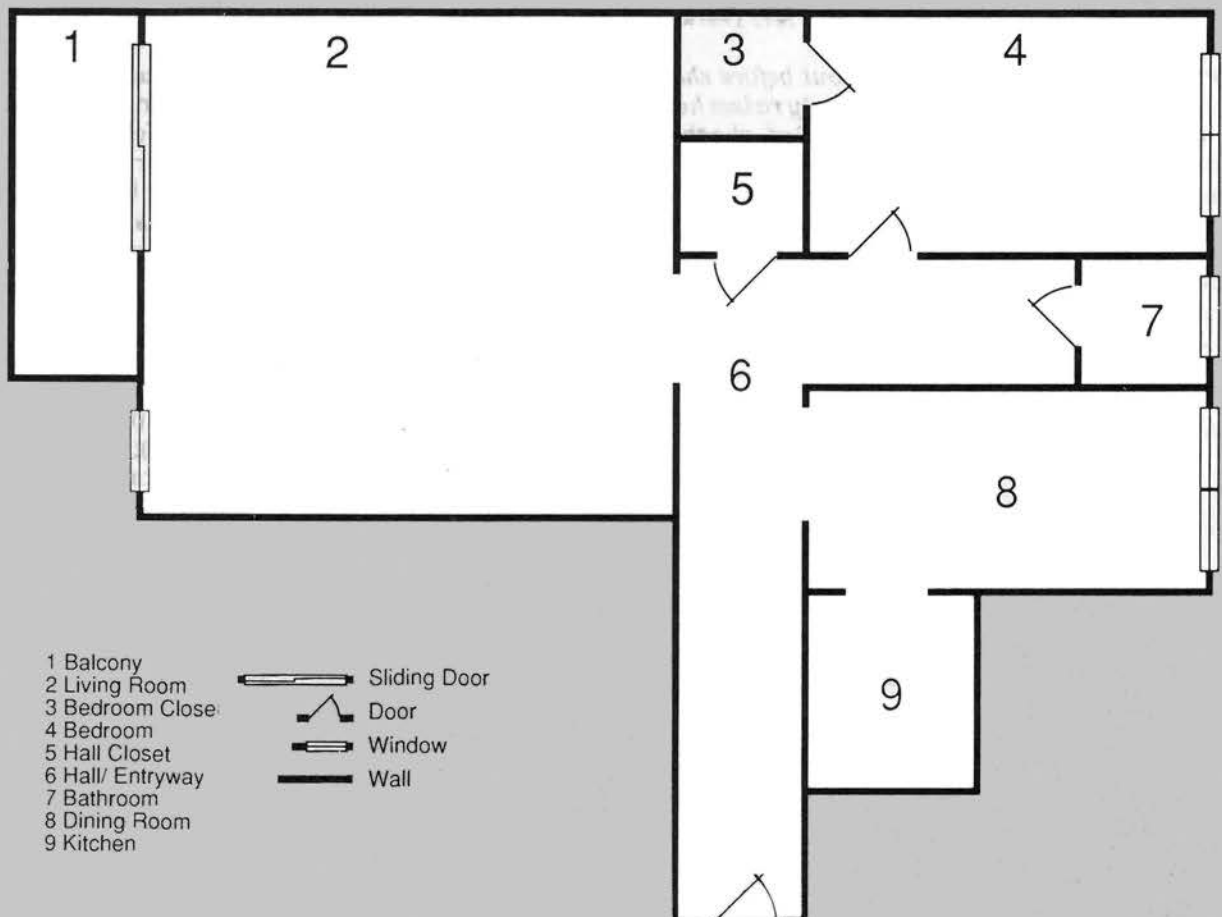 1
2
3
4
5
6
7
8
9
1 Balcony
2 Living Room
3 Bedroom Close
4 Bedroom
5 Hall Closet
6 Hall/ Entryway
7 Bathroom
8 Dining Room
9 Kitchen
Sliding Door
Door
Window
Wall